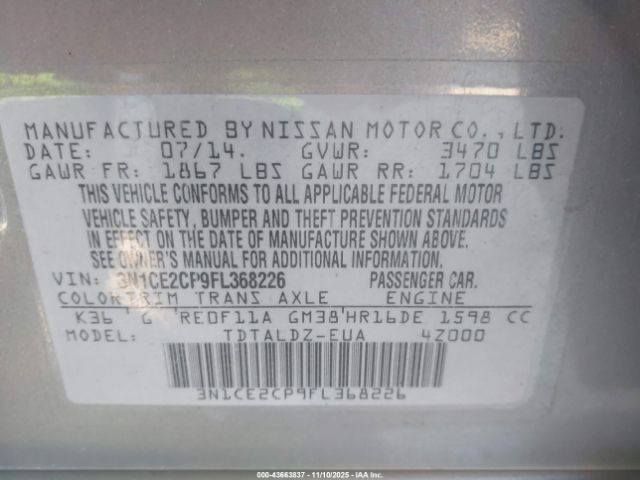 MANUFACTURED BY NISSAN MOTOR CO., LTD.
DATE: 07/14. GVWR: 3470 LBS
GAWR FR: 1867 LBS GAWR RR: 1704 LBS
THIS VEHICLE CONFORMS TO ALL APPLICABLE FEDERAL MOTOR
VEHICLE SAFETY, BUMPER AND THEFT PREVENTION STANDARDS
IN EFFECT ON THE DATE OF MANUFACTURE SHOWN ABOVE.
SEE OWNER'S MANUAL FOR ADDITIONAL INFORMATION.
VIN: 3N1CE2CP9FL368226 PASSENGER CAR.
COLOR TRIM TRANS AXLE ENGINE
K36 ' G ' RE0F11A GM38 ' HR16DE 1598 CC
MODEL: TDTALDZ-EUA 4Z000
3N1CE2CP9FL368226
000-43663837 - 11/10/2025 - IAAI.COM